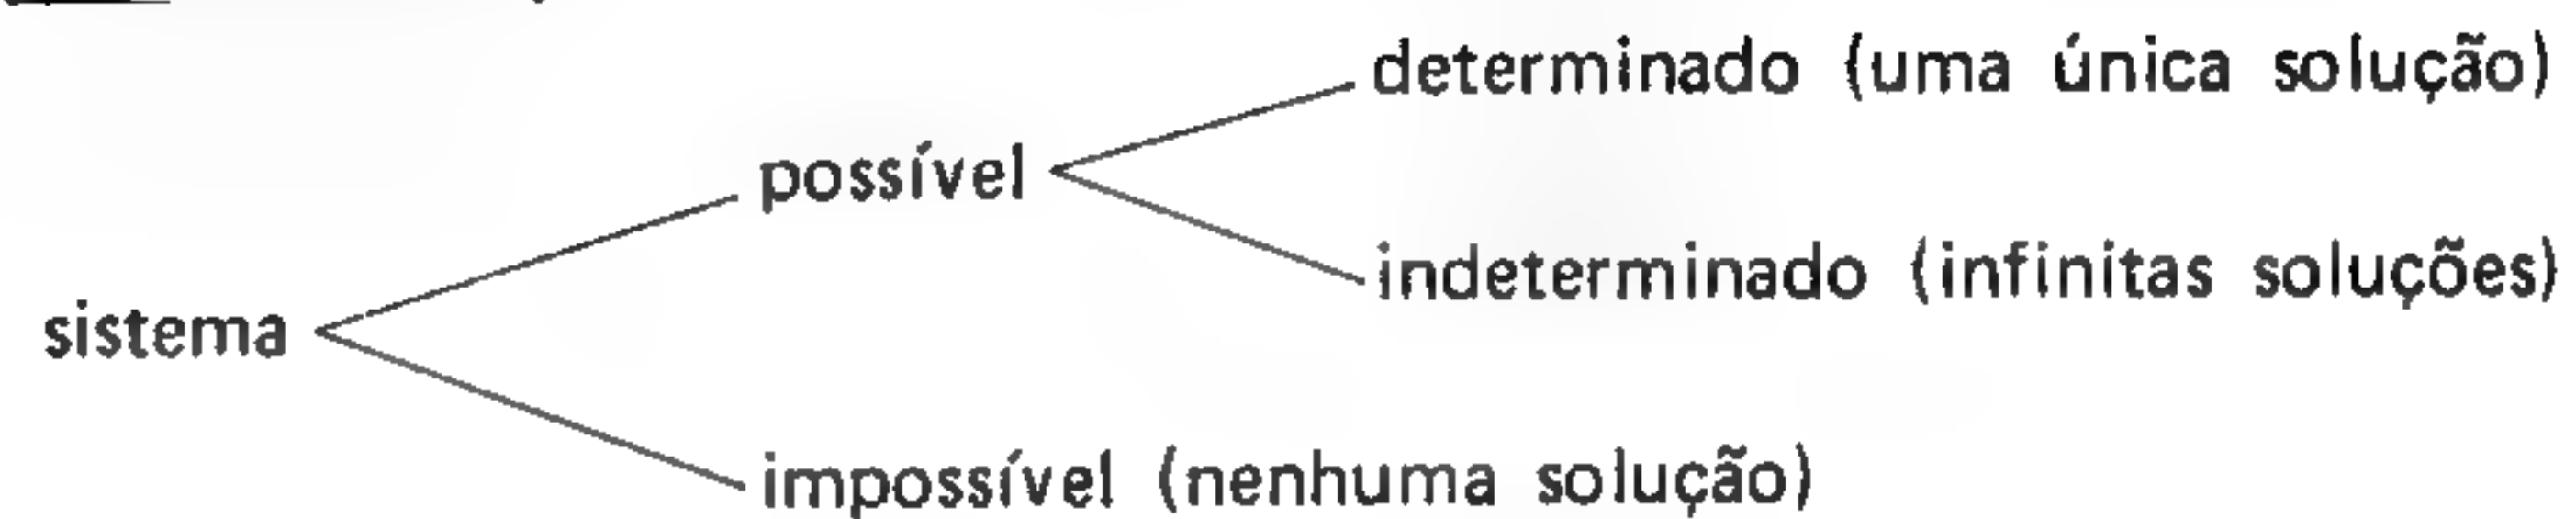 determinado (uma única solução)
possível
indeterminado (infinitas soluções)
sistema
impossível (nenhuma solução)